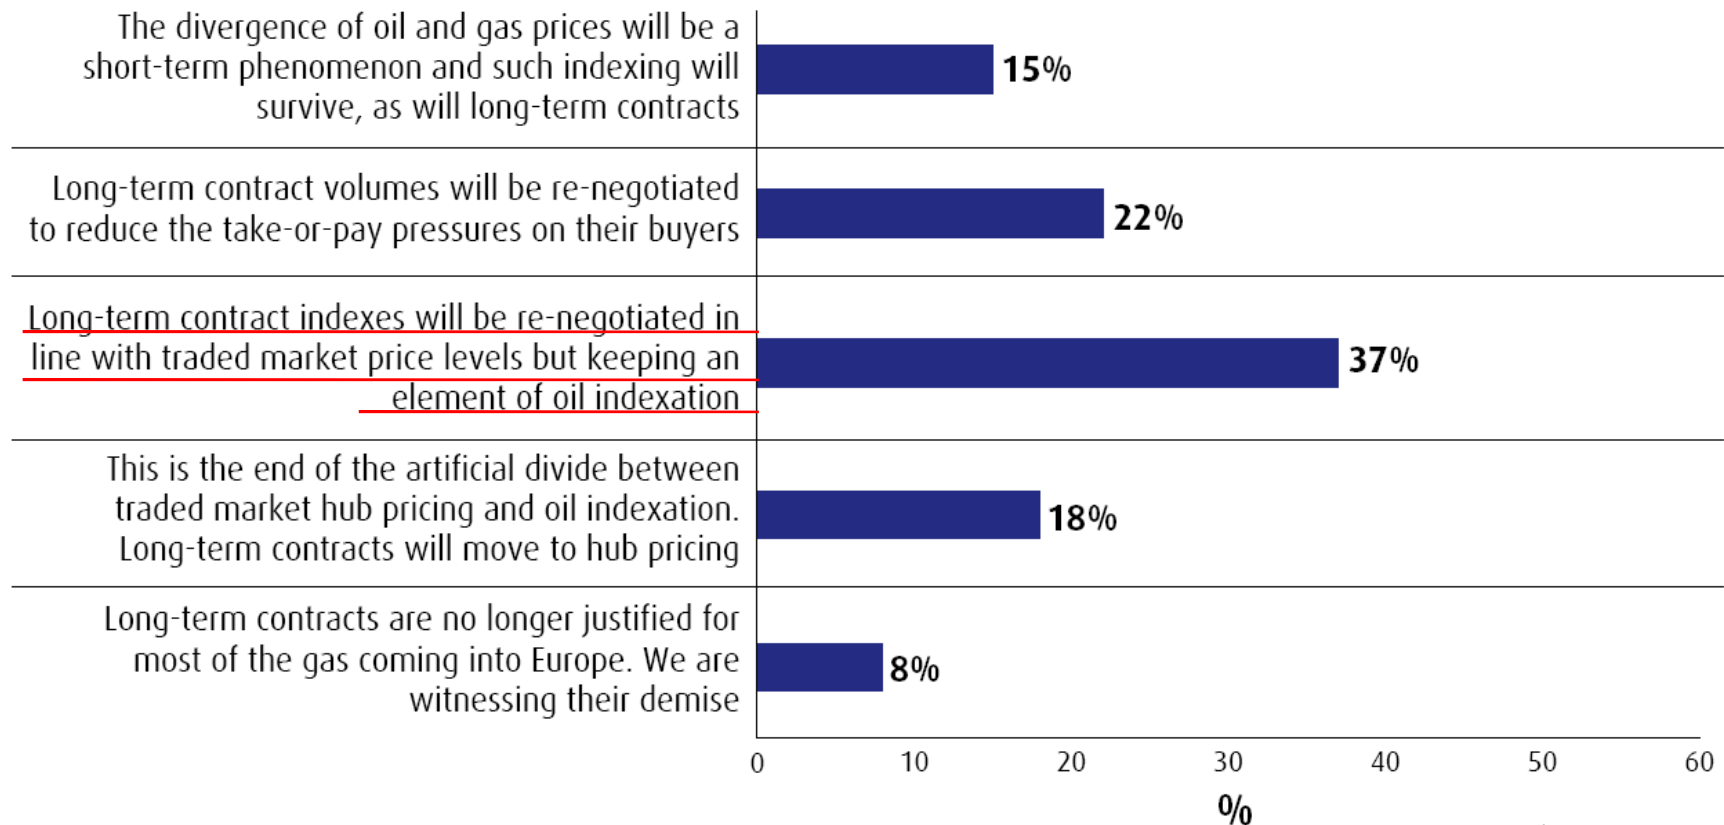 The divergence of oil and gas prices will be a
short-term phenomenon and such indexing will
survive, as will long-term contracts
15%
Long-term contract volumes will be re-negotiated
to reduce the take-or-pay pressures on their buyers
22%
Long-term contract indexes will be re-negotiated in
line with traded market price levels but keeping an
element of oil indexation
37%
This is the end of the artificial divide between
traded market hub pricing and oil indexation.
Long-term contracts will move to hub pricing
18%
Long-term contracts are no longer justified for
most of the gas coming into Europe. We are
witnessing their demise
8%
0 10 20 30 40 50 60
%